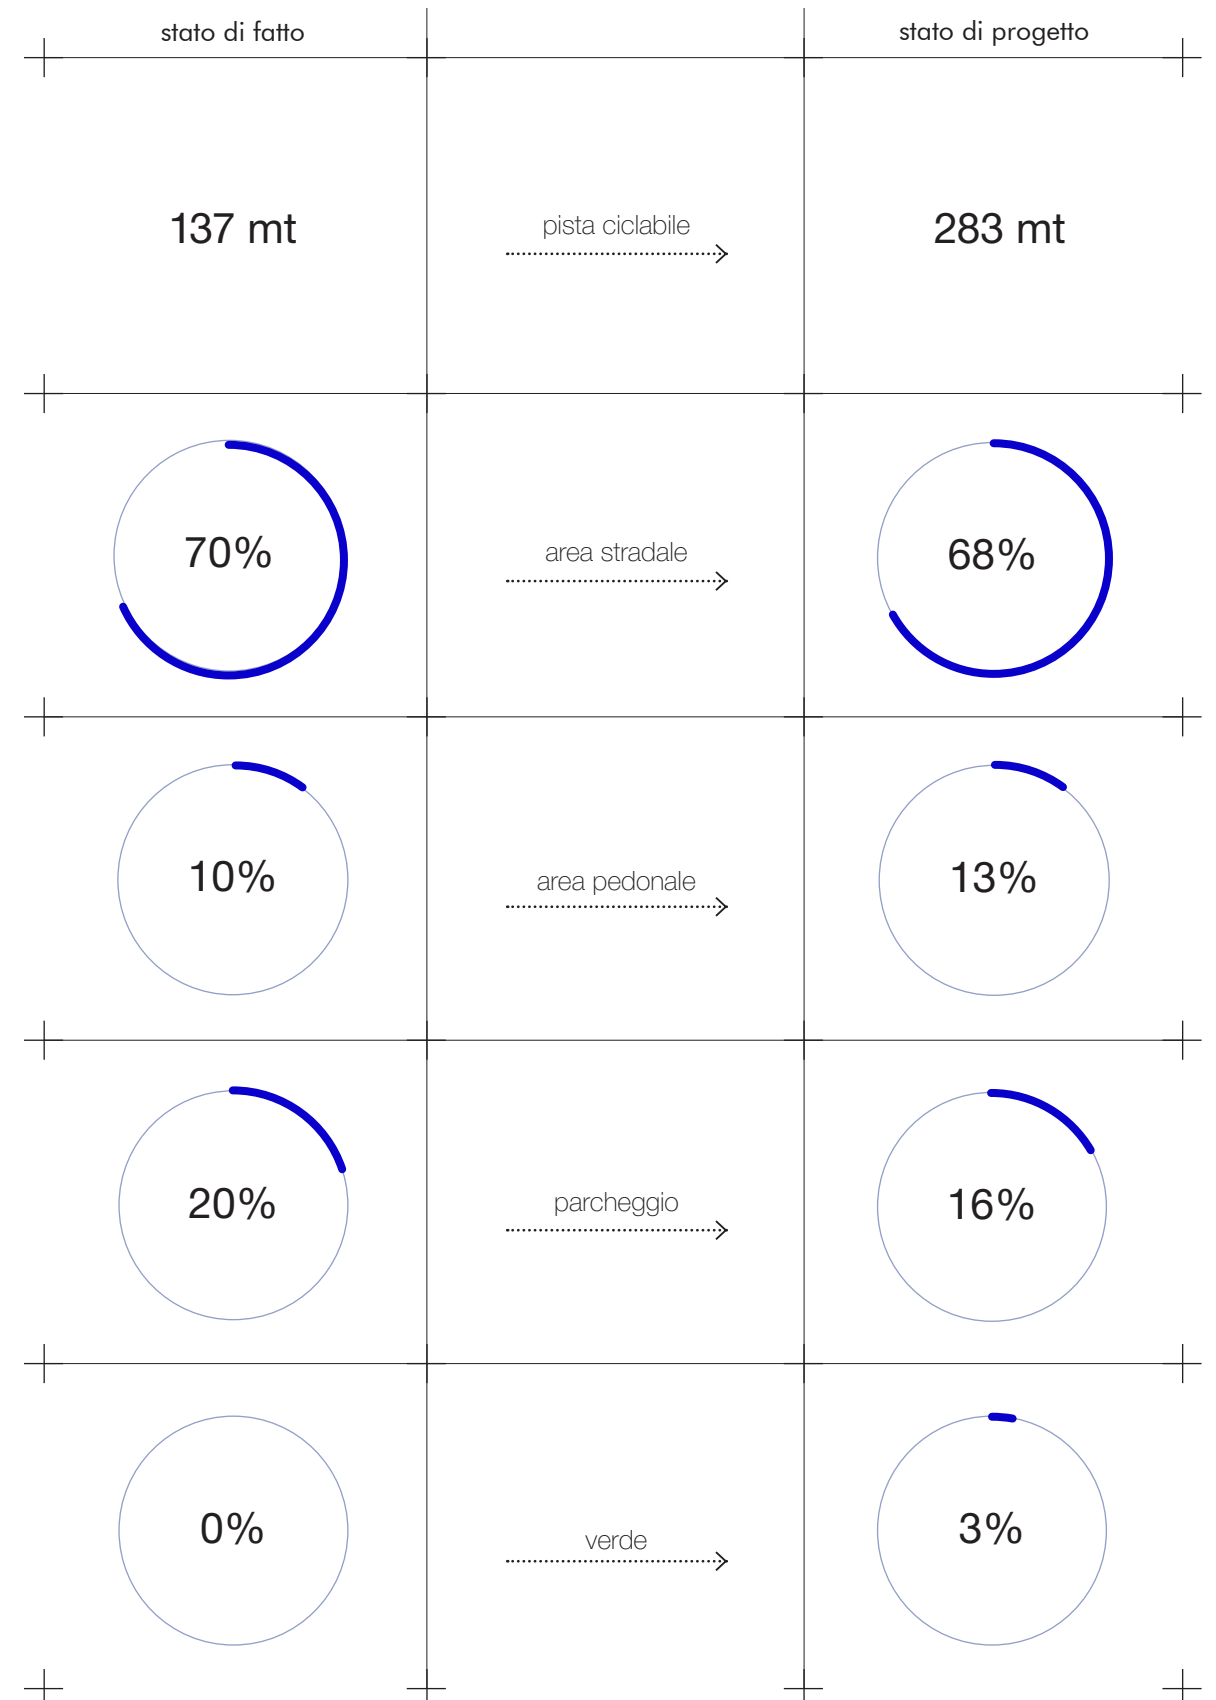 stato di fatto
stato di progetto
137 mt
pista ciclabile
283 mt
70%
area stradale
68%
10%
area pedonale
13%
20%
parcheggio
16%
0%
verde
3%